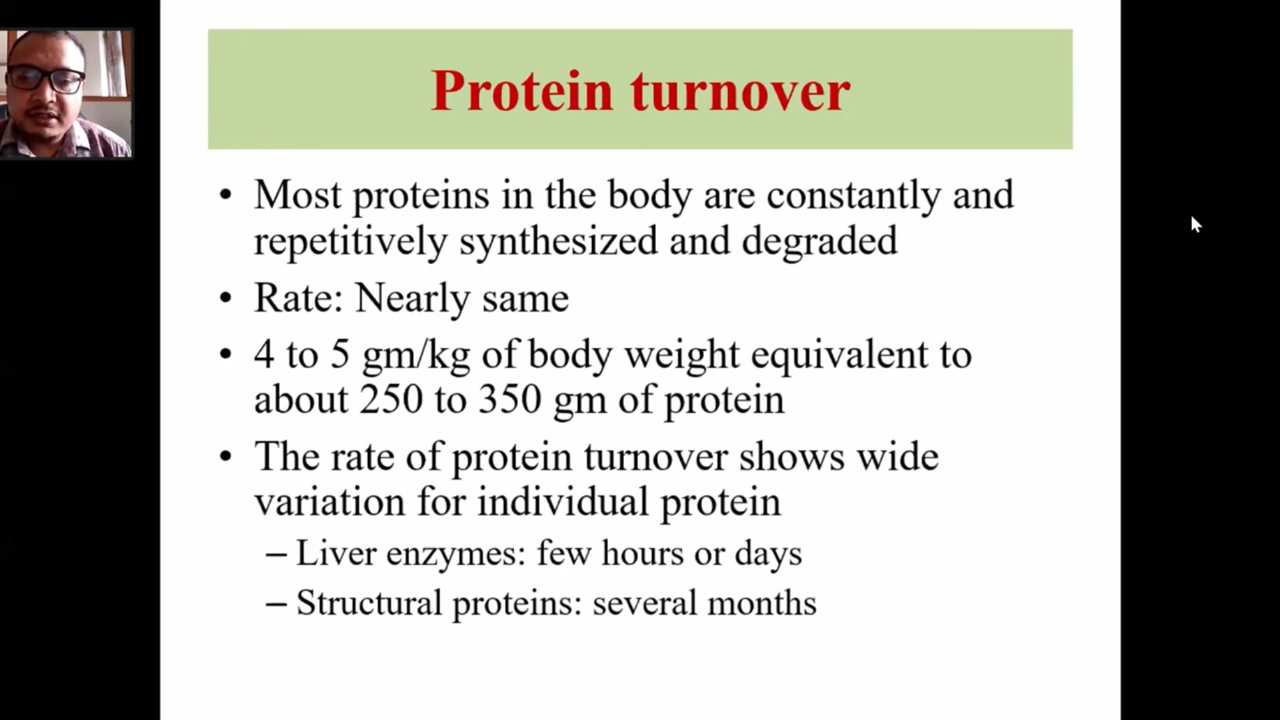 Protein turnover
• Most proteins in the body are constantly and
repetitively synthesized and degraded
• Rate: Nearly same
• 4 to 5 gm/kg of body weight equivalent to
about 250 to 350 gm of protein
• The rate of protein turnover shows wide
variation for individual protein
– Liver enzymes: few hours or days
– Structural proteins: several months